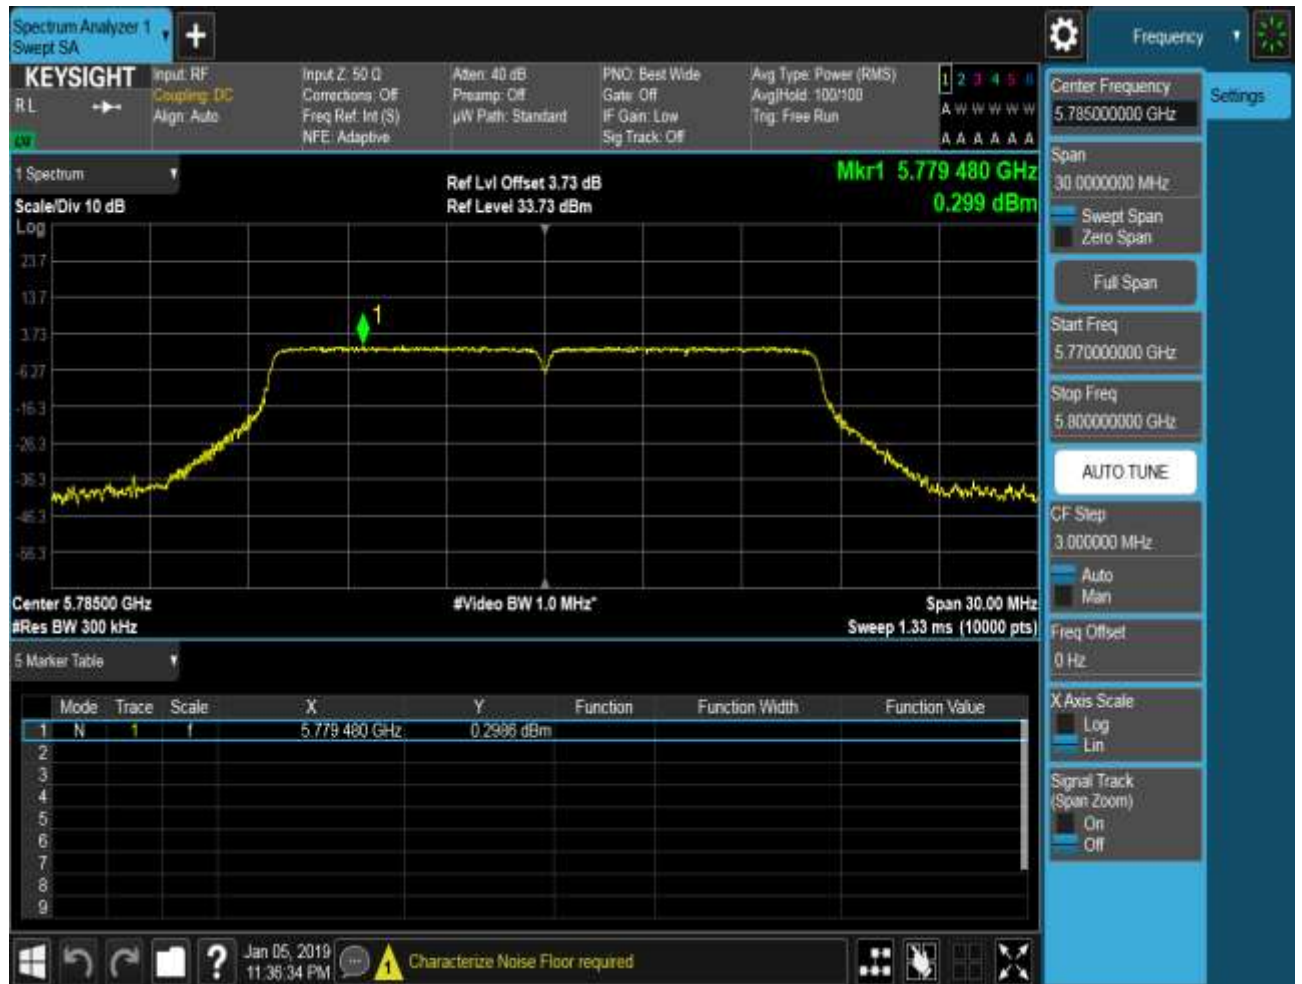 Spectrum Analyzer 1
Swept SA
Frequency
KEYSIGHT
RL
Input: RF
Coupling: DC
Align: Auto
Input Z: 50 Ω
Corrections: Off
Freq Ref: Int (S)
NFE: Adaptive
Atten: 40 dB
Preamp: Off
µW Path: Standard
PNO: Best Wide
Gate: Off
IF Gain: Low
Sig Track: Off
Avg Type: Power (RMS)
Avg|Hold: 100/100
Trig: Free Run
1 2 3 4 5 6
A W W W W W
A A A A A A
1 Spectrum
Scale/Div 10 dB
Ref Lvl Offset 3.73 dB
Ref Level 33.73 dBm
Mkr1 5.779 480 GHz
0.299 dBm
Log
23.7
13.7
3.73
-6.27
-16.3
-26.3
-36.3
-46.3
-56.3
1
Center 5.78500 GHz
#Res BW 300 kHz
#Video BW 1.0 MHz*
Span 30.00 MHz
Sweep 1.33 ms (10000 pts)
5 Marker Table
Mode Trace Scale X Y Function Function Width Function Value
1 N 1 f 5.779 480 GHz 0.2986 dBm
2
3
4
5
6
7
8
9
Jan 05, 2019
11:36:34 PM
Characterize Noise Floor required
Settings
Center Frequency
5.785000000 GHz
Span
30.0000000 MHz
Swept Span
Zero Span
Full Span
Start Freq
5.770000000 GHz
Stop Freq
5.800000000 GHz
AUTO TUNE
CF Step
3.000000 MHz
Auto
Man
Freq Offset
0 Hz
X Axis Scale
Log
Lin
Signal Track
(Span Zoom)
On
Off